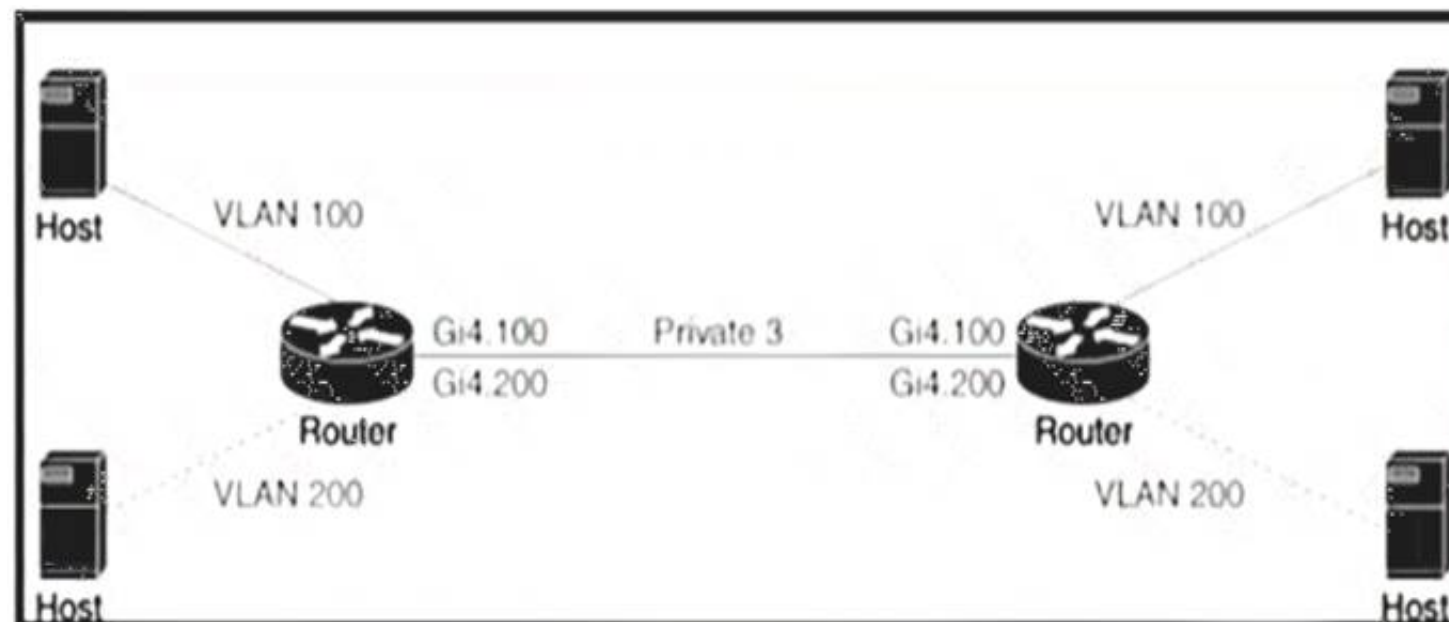 Host
VLAN 100
VLAN 100
Host
Gi4.100
Private 3
Gi4.100
Gi4.200
Gi4.200
Router
Router
VLAN 200
VLAN 200
Host
Host